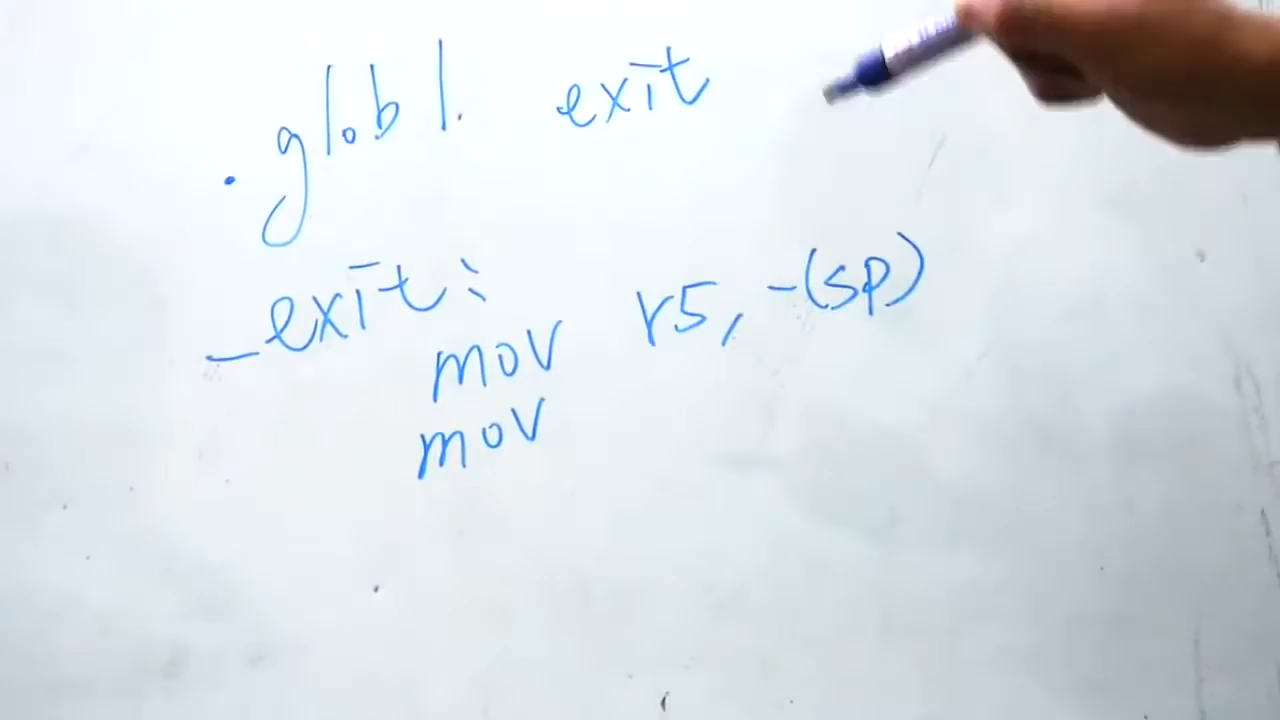 .globl exit
_exit:
mov r5, -(sp)
mov